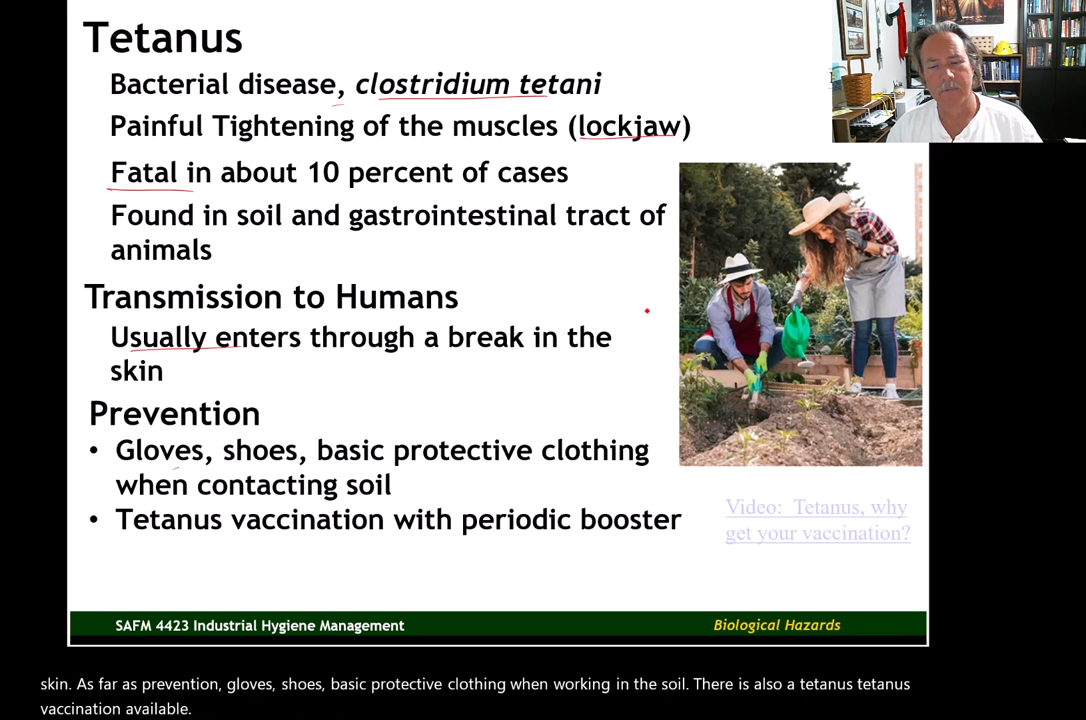 Tetanus
Bacterial disease, clostridium tetani
Painful Tightening of the muscles (lockjaw)
Fatal in about 10 percent of cases
Found in soil and gastrointestinal tract of
animals
Transmission to Humans
Usually enters through a break in the
skin
Prevention
• Gloves, shoes, basic protective clothing
when contacting soil
• Tetanus vaccination with periodic booster
Video: Tetanus, why
get your vaccination?
SAFM 4423 Industrial Hygiene Management
Biological Hazards
skin. As far as prevention, gloves, shoes, basic protective clothing when working in the soil. There is also a tetanus tetanus
vaccination available.